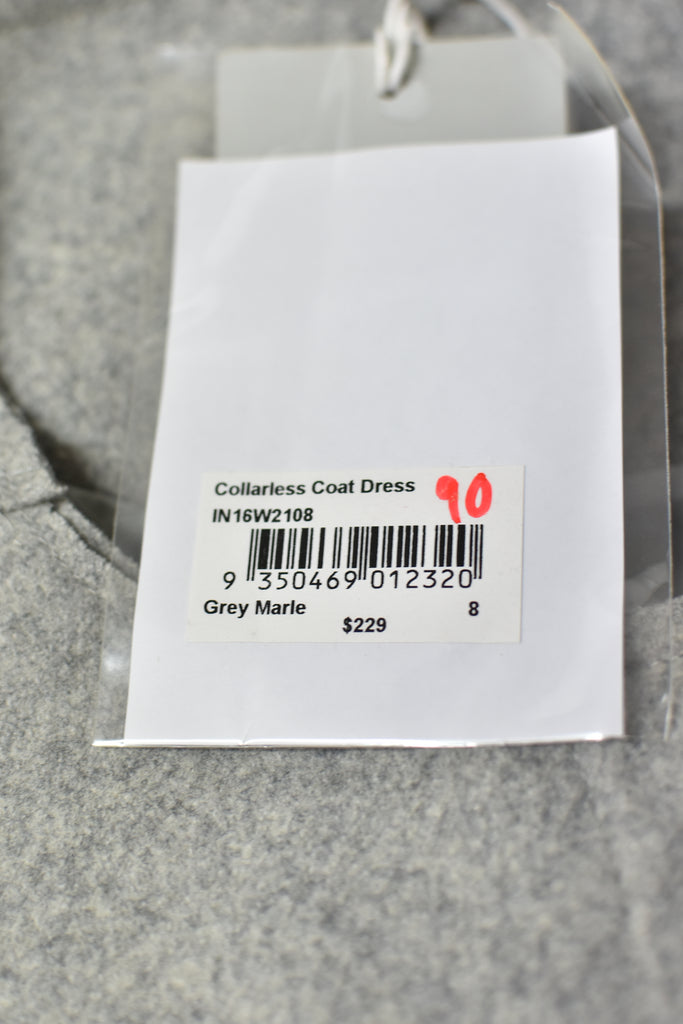 Collarless Coat Dress 90
IN16W2108
9 350469 012320
Grey Marle 8
$229